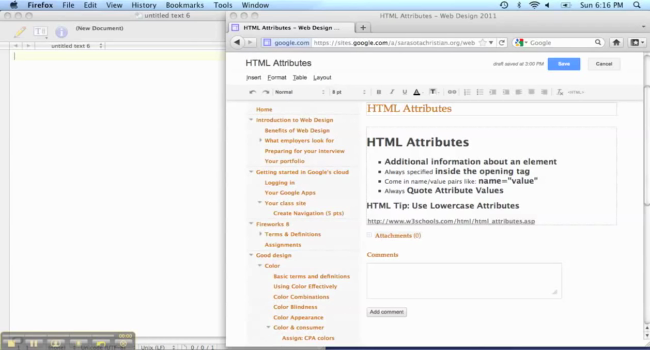 Firefox File Edit View History Bookmarks Tools Window Sun 6:16 PM
untitled text 6
(New Document)
untitled text 6
Unix (LF) 0 / 0 / 1
HTML Attributes – Web Design 2011
HTML Attributes – Web Design ...
google.com https://sites.google.com/a/sarasotachristian.org/web Google
HTML Attributes draft saved at 3:00 PM Save Cancel
Insert Format Table Layout
Normal 8 pt B I U A T <HTML>
Home
Introduction to Web Design
Benefits of Web Design
What employers look for
Preparing for your interview
Your portfolio
Getting started in Google's cloud
Logging in
Your Google Apps
Your class site
Create Navigation (5 pts)
Fireworks 8
Terms & Definitions
Assignments
Good design
Color
Basic terms and definitions
Using Color Effectively
Color Combinations
Color Blindness
Color Appearance
Color & consumer
Assign: CPA colors
HTML Attributes
HTML Attributes
Additional information about an element
Always specified inside the opening tag
Come in name/value pairs like: name="value"
Always Quote Attribute Values
HTML Tip: Use Lowercase Attributes
http://www.w3schools.com/html/html_attributes.asp
Attachments (0)
Comments
Add comment